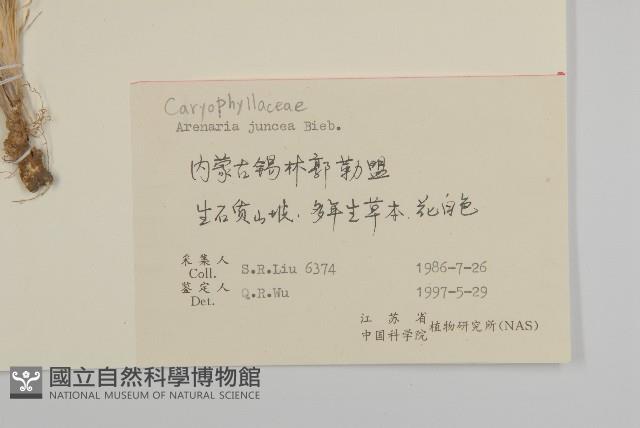 Caryophyllaceae
Arenaria juncea Bieb.
内蒙古锡林郭勒盟
生石质山坡.多年生草本.花白色
采集人
Coll. S.R.Liu 6374 1986-7-26
鉴定人
Det. Q.R.Wu 1997-5-29
江苏省
中国科学院 植物研究所(NAS)
國立自然科學博物館
NATIONAL MUSEUM OF NATURAL SCIENCE